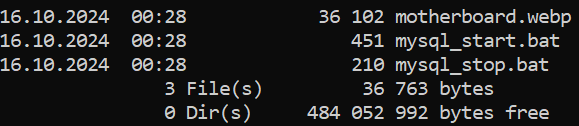 16.10.2024  00:28            36 102 motherboard.webp
16.10.2024  00:28               451 mysql_start.bat
16.10.2024  00:28               210 mysql_stop.bat
               3 File(s)         36 763 bytes
               0 Dir(s)     484 052 992 bytes free